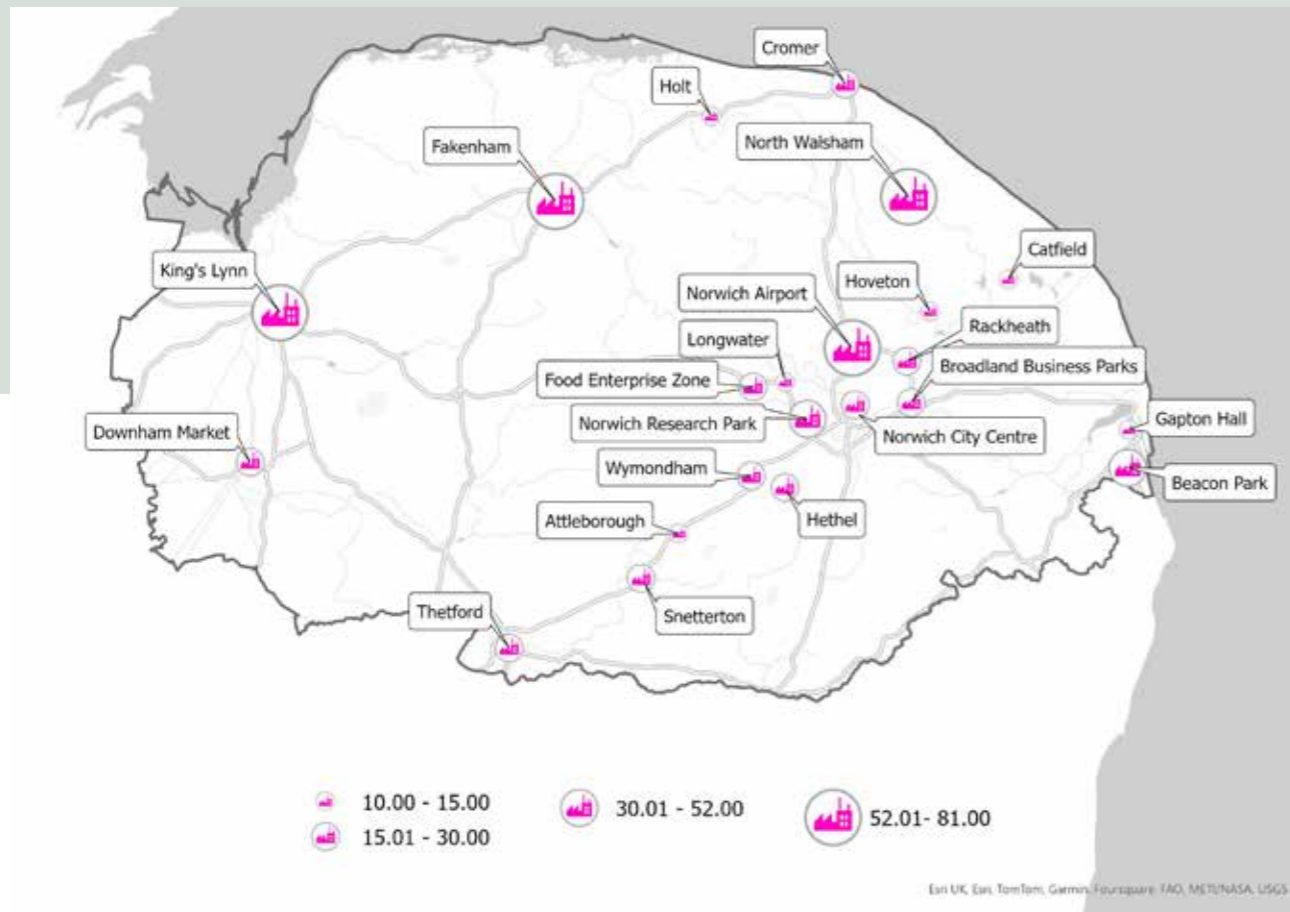 Cromer
Holt
North Walsham
Fakenham
Catfield
King's Lynn
Hoveton
Norwich Airport
Rackheath
Longwater
Broadland Business Parks
Food Enterprise Zone
Gapton Hall
Norwich Research Park
Norwich City Centre
Downham Market
Wymondham
Beacon Park
Attleborough
Hethel
Thetford
Snetterton
10.00 - 15.00
30.01 - 52.00
52.01- 81.00
15.01 - 30.00
Esri UK, Esri, TomTom, Garmin, Foursquare, FAO, METI/NASA, USGS